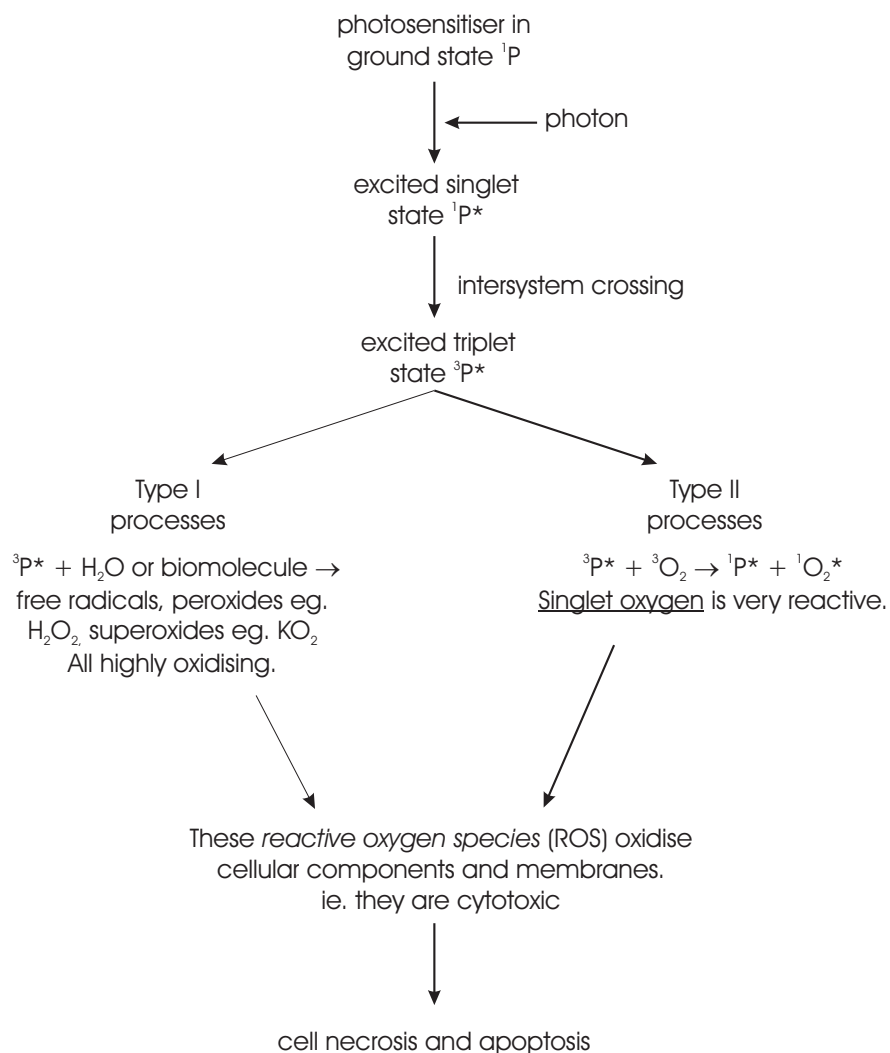 photosensitiser in
ground state ¹P
photon
excited singlet
state ¹P*
intersystem crossing
excited triplet
state ³P*
Type I
processes
³P* + H₂O or biomolecule →
free radicals, peroxides eg.
H₂O₂, superoxides eg. KO₂
All highly oxidising.
Type II
processes
³P* + ³O₂ → ¹P* + ¹O₂*
Singlet oxygen is very reactive.
These reactive oxygen species (ROS) oxidise
cellular components and membranes.
ie. they are cytotoxic
cell necrosis and apoptosis